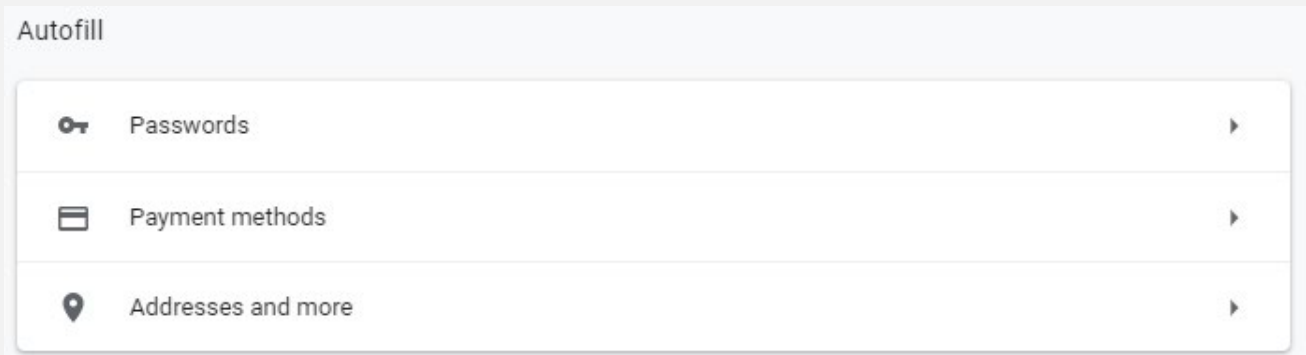 Autofill
Passwords
Payment methods
Addresses and more